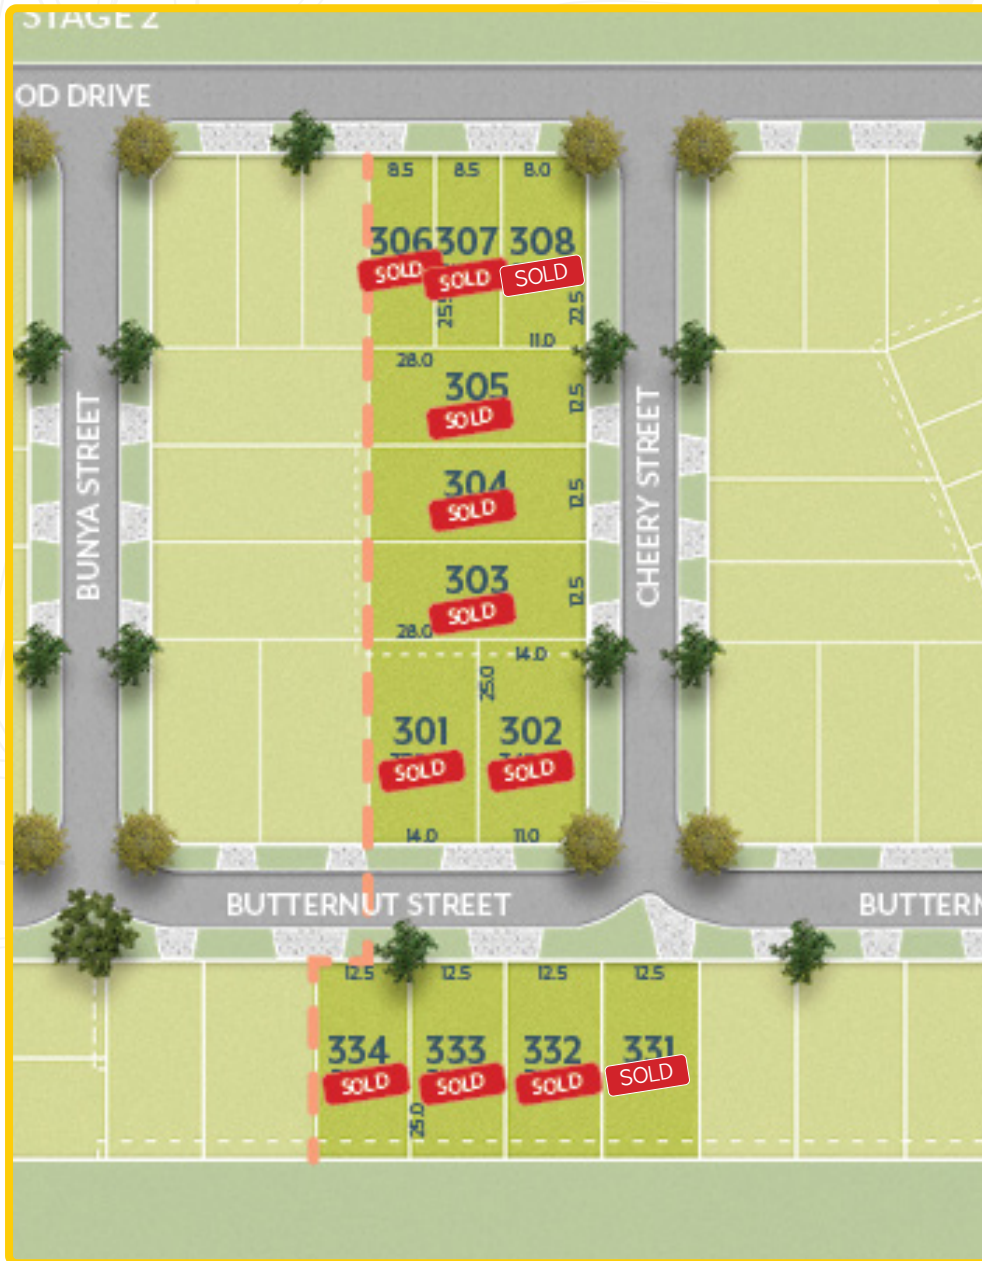 STAGE 2
OD DRIVE
8.5 8.5 8.0
306 307 308
SOLD SOLD SOLD
22.5
11.0
28.0
305
SOLD
12.5
304
SOLD
12.5
303
SOLD
12.5
28.0
14.0
25.0
301 302
SOLD SOLD
14.0 11.0
BUNYA STREET
CHEERY STREET
BUTTERNUT STREET
BUTTERN
12.5 12.5 12.5 12.5
334 333 332 331
SOLD SOLD SOLD SOLD
25.0